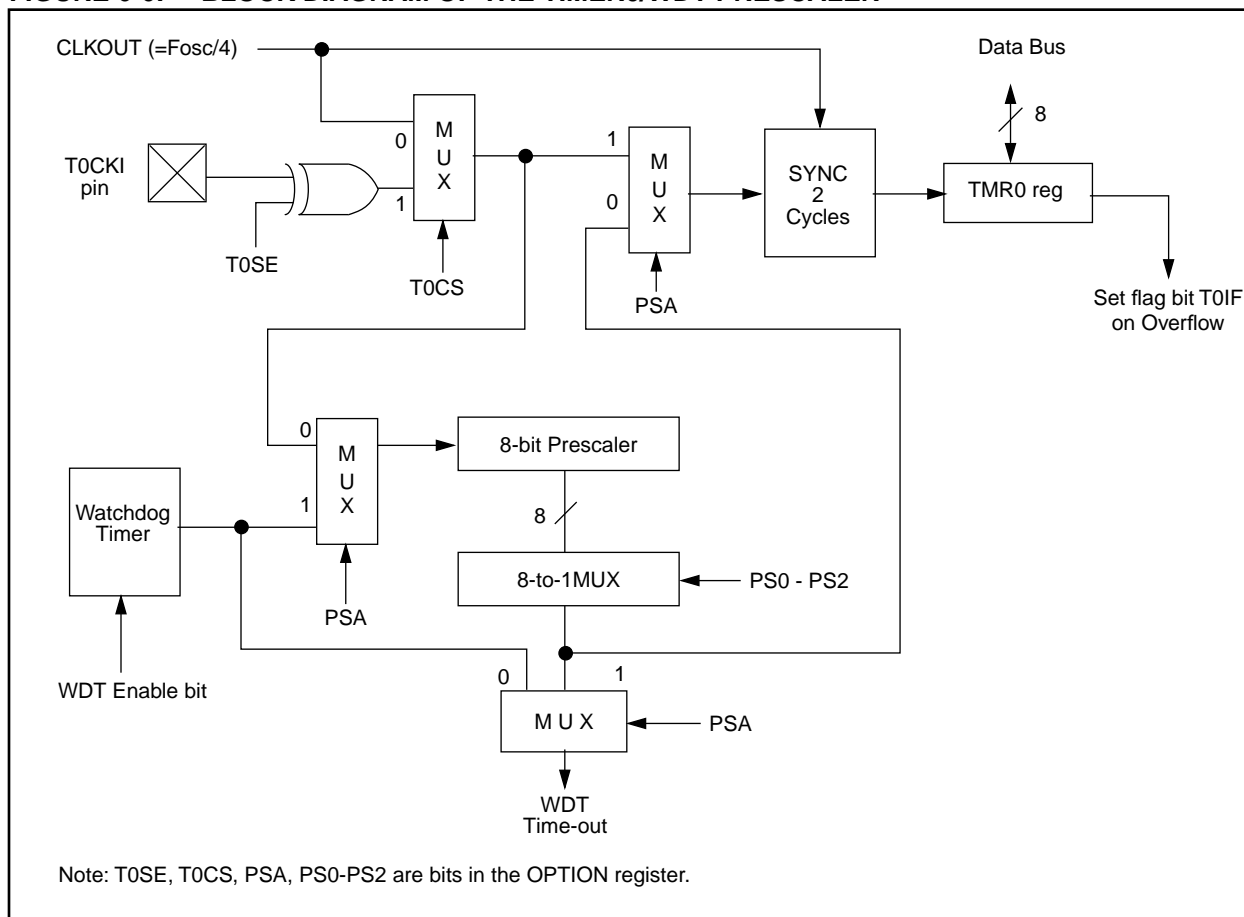 CLKOUT (=Fosc/4)
Data Bus
8
T0CKI
pin
0
1
M
U
X
T0SE
T0CS
1
0
M
U
X
PSA
SYNC
2
Cycles
TMR0 reg
Set flag bit T0IF
on Overflow
0
1
M
U
X
PSA
8-bit Prescaler
8
8-to-1MUX
PS0 - PS2
Watchdog
Timer
WDT Enable bit
0
1
M U X
PSA
WDT
Time-out
Note: T0SE, T0CS, PSA, PS0-PS2 are bits in the OPTION register.